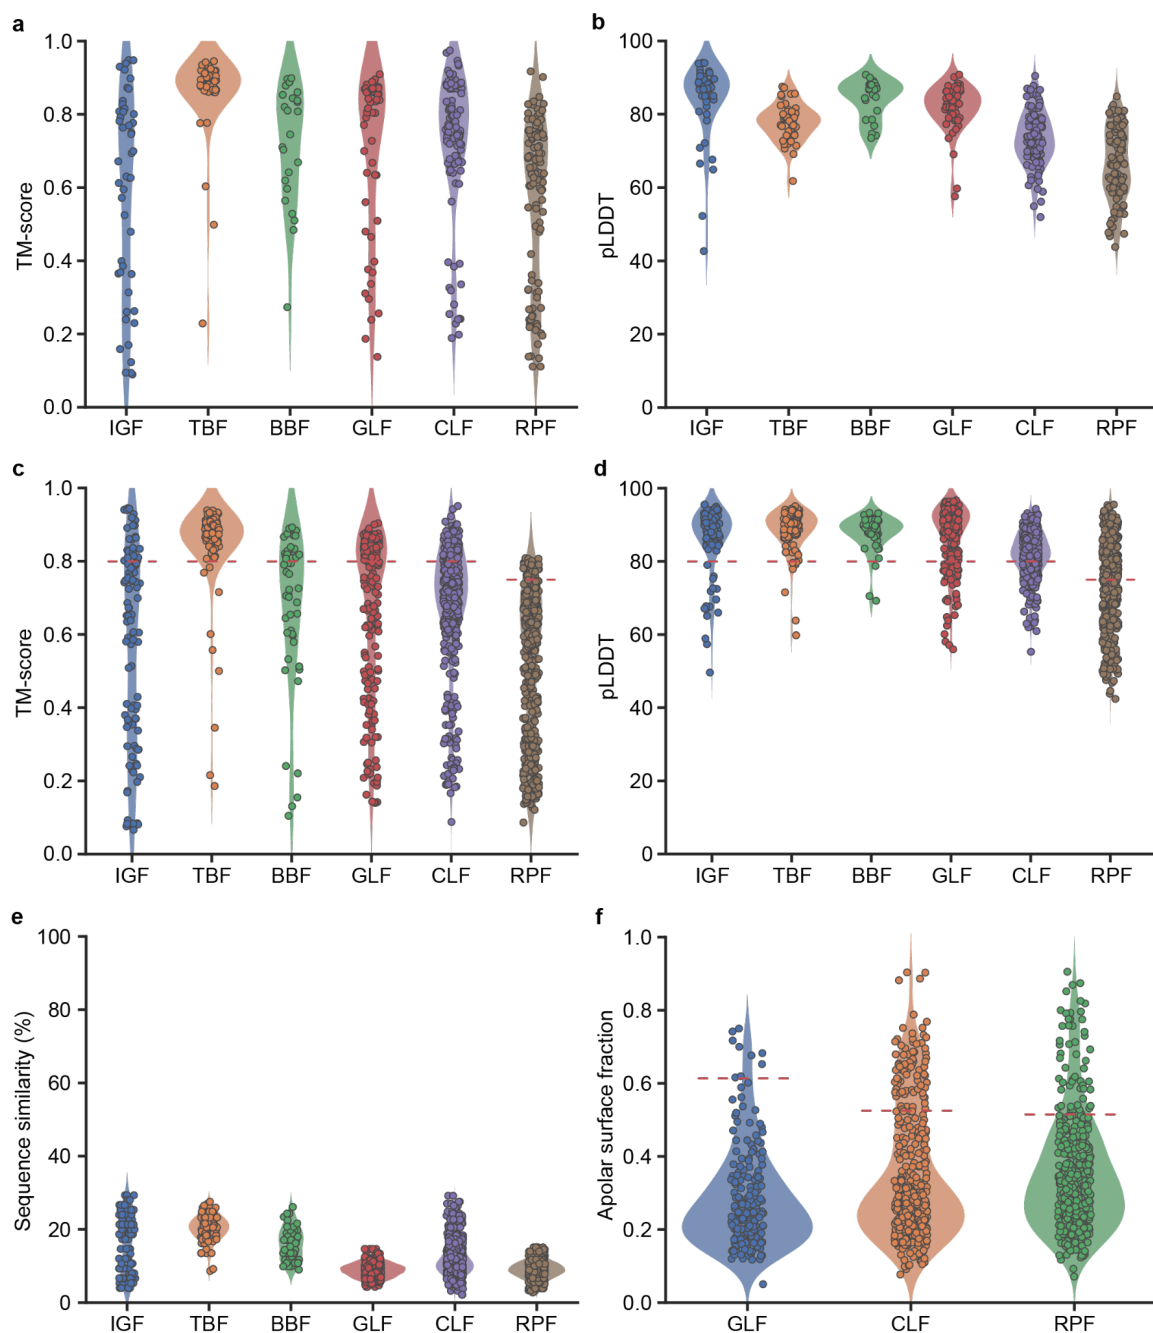 a
1.0
0.8
0.6
0.4
0.2
0.0
TM-score
IGF TBF BBF GLF CLF RPF
b
100
80
60
40
20
0
pLDDT
IGF TBF BBF GLF CLF RPF
c
1.0
0.8
0.6
0.4
0.2
0.0
TM-score
IGF TBF BBF GLF CLF RPF
d
100
80
60
40
20
0
pLDDT
IGF TBF BBF GLF CLF RPF
e
100
80
60
40
20
0
Sequence similarity (%)
IGF TBF BBF GLF CLF RPF
f
1.0
0.8
0.6
0.4
0.2
0.0
Apolar surface fraction
GLF CLF RPF